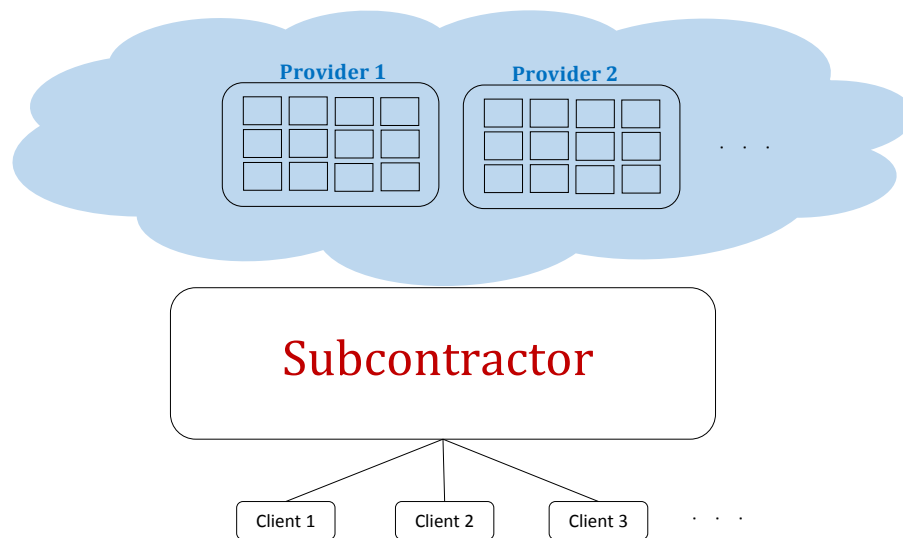 Provider 1
Provider 2
. . .
Subcontractor
Client 1
Client 2
Client 3
. . .